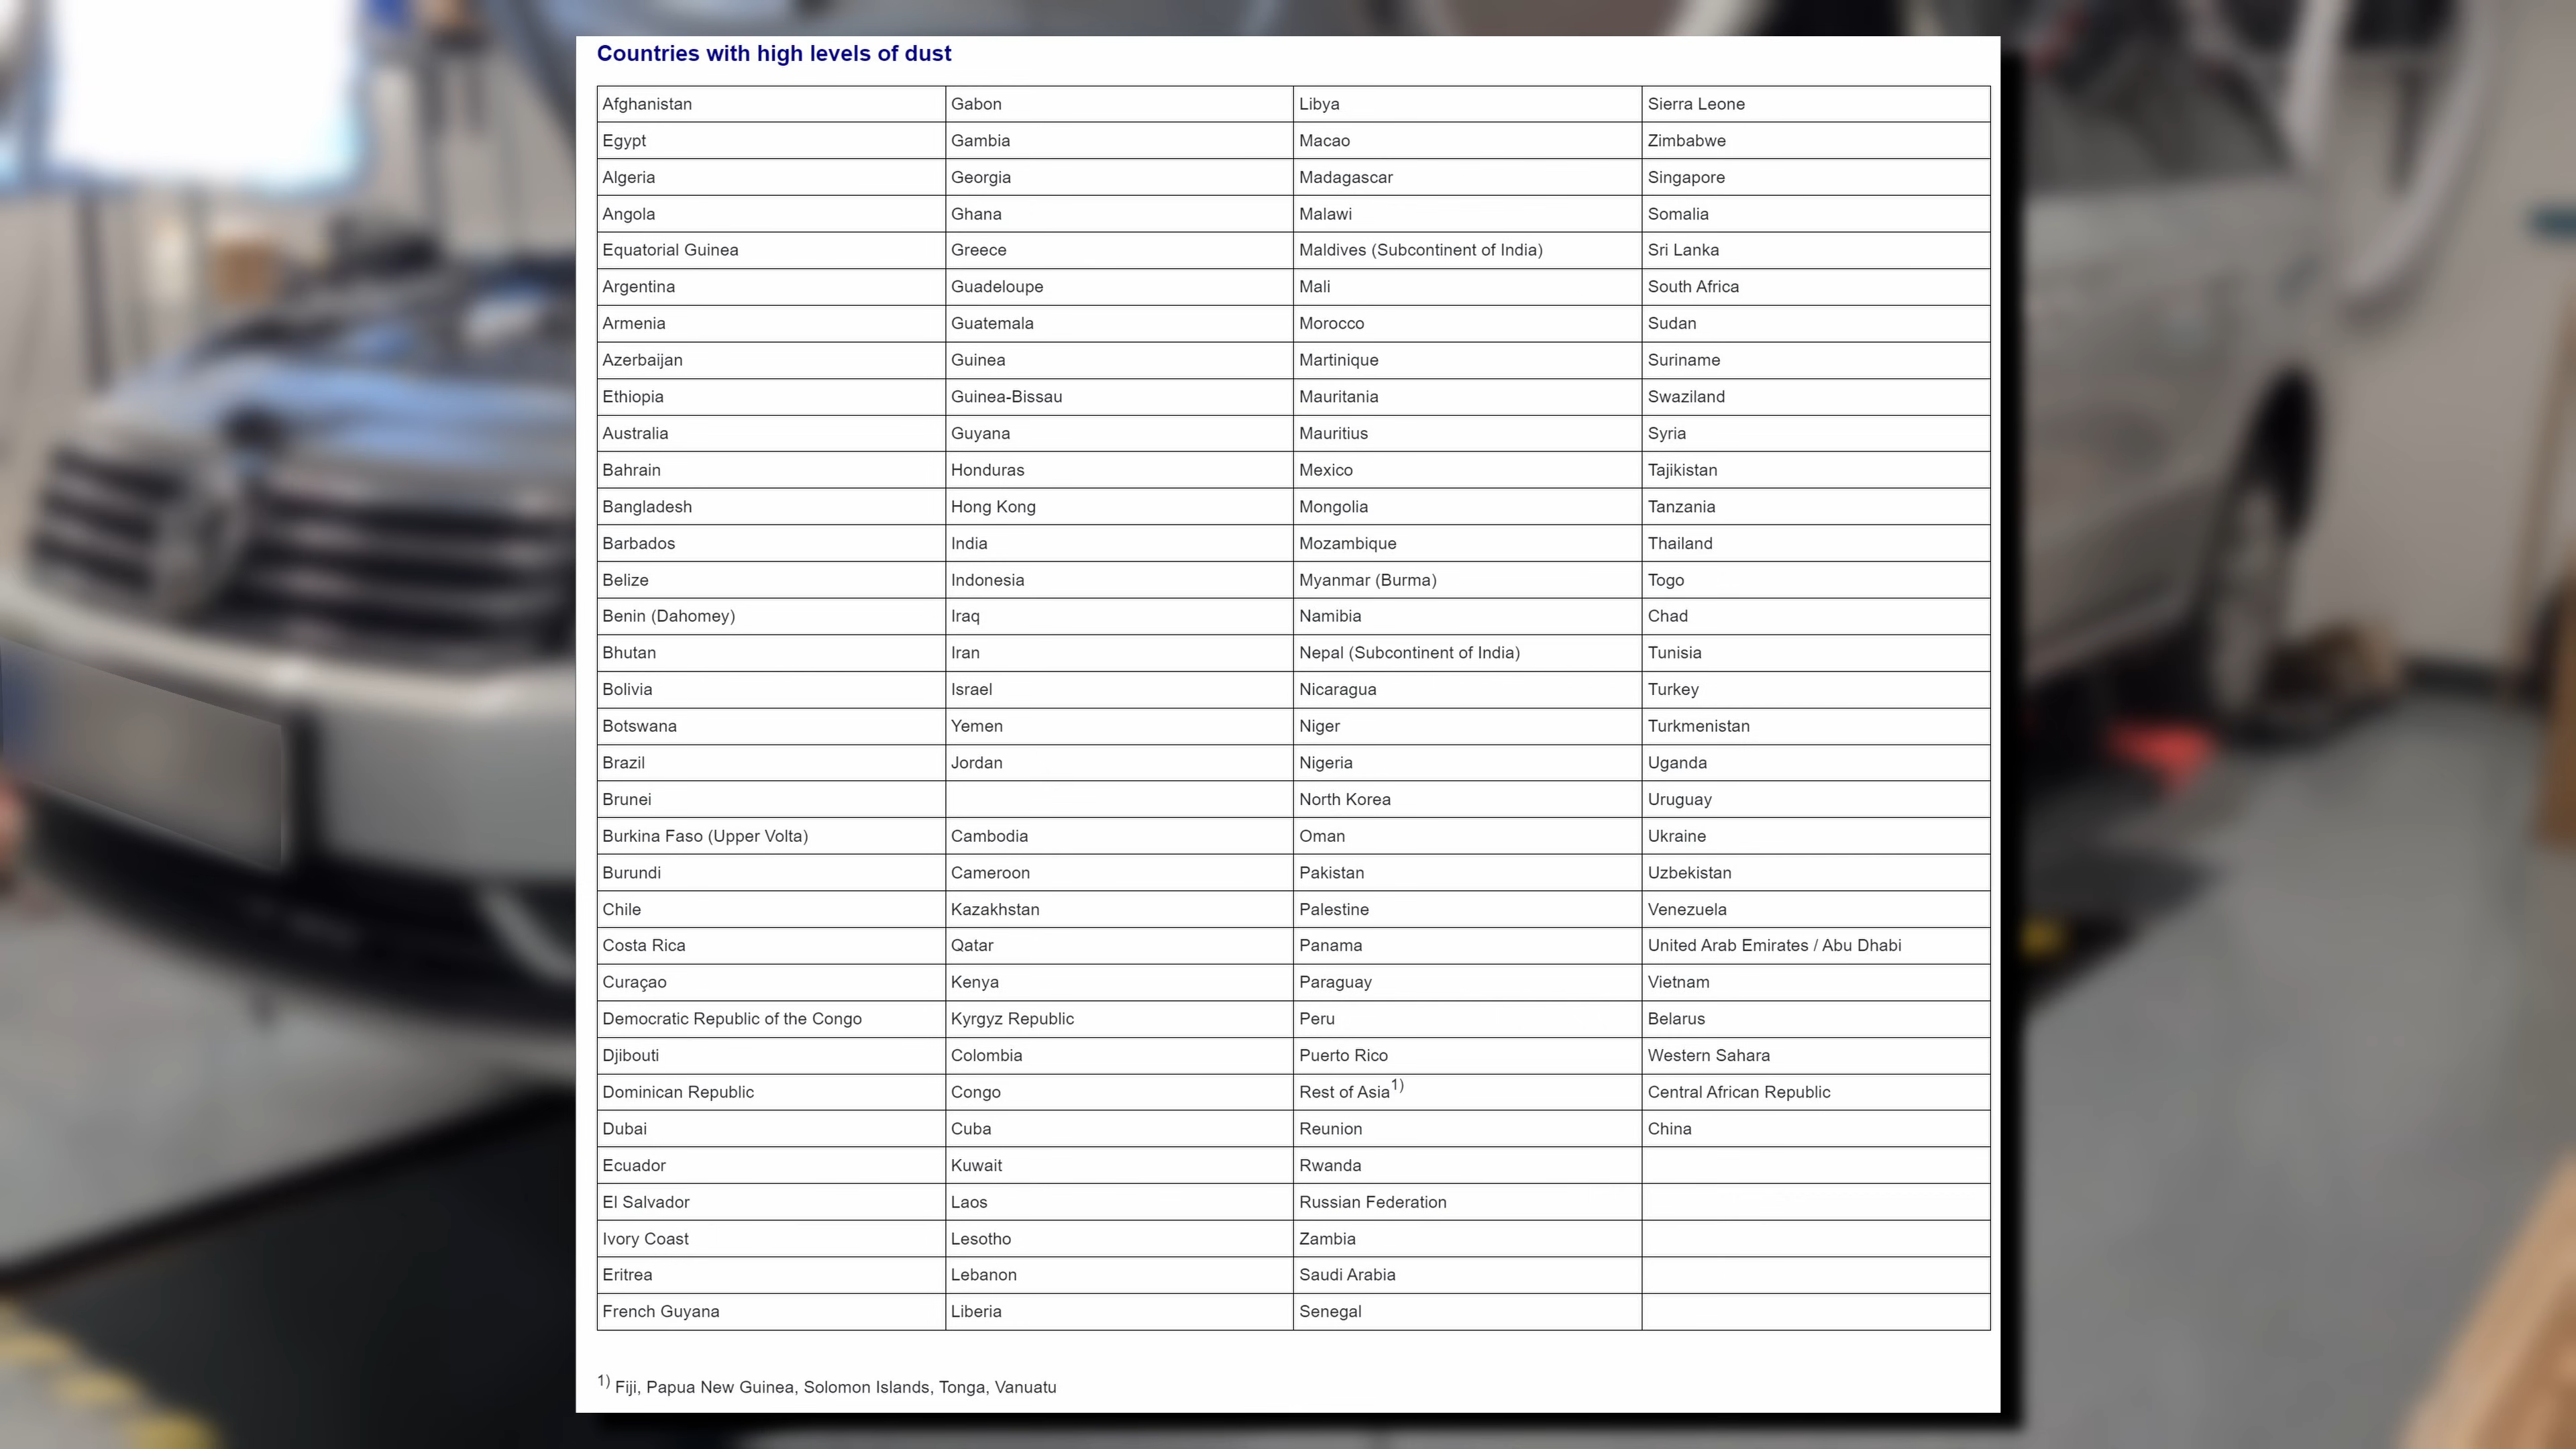 Countries with high levels of dust
Afghanistan Gabon Libya Sierra Leone
Egypt Gambia Macao Zimbabwe
Algeria Georgia Madagascar Singapore
Angola Ghana Malawi Somalia
Equatorial Guinea Greece Maldives (Subcontinent of India) Sri Lanka
Argentina Guadeloupe Mali South Africa
Armenia Guatemala Morocco Sudan
Azerbaijan Guinea Martinique Suriname
Ethiopia Guinea-Bissau Mauritania Swaziland
Australia Guyana Mauritius Syria
Bahrain Honduras Mexico Tajikistan
Bangladesh Hong Kong Mongolia Tanzania
Barbados India Mozambique Thailand
Belize Indonesia Myanmar (Burma) Togo
Benin (Dahomey) Iraq Namibia Chad
Bhutan Iran Nepal (Subcontinent of India) Tunisia
Bolivia Israel Nicaragua Turkey
Botswana Yemen Niger Turkmenistan
Brazil Jordan Nigeria Uganda
Brunei North Korea Uruguay
Burkina Faso (Upper Volta) Cambodia Oman Ukraine
Burundi Cameroon Pakistan Uzbekistan
Chile Kazakhstan Palestine Venezuela
Costa Rica Qatar Panama United Arab Emirates / Abu Dhabi
Curaçao Kenya Paraguay Vietnam
Democratic Republic of the Congo Kyrgyz Republic Peru Belarus
Djibouti Colombia Puerto Rico Western Sahara
Dominican Republic Congo Rest of Asia1) Central African Republic
Dubai Cuba Reunion China
Ecuador Kuwait Rwanda
El Salvador Laos Russian Federation
Ivory Coast Lesotho Zambia
Eritrea Lebanon Saudi Arabia
French Guyana Liberia Senegal
1) Fiji, Papua New Guinea, Solomon Islands, Tonga, Vanuatu